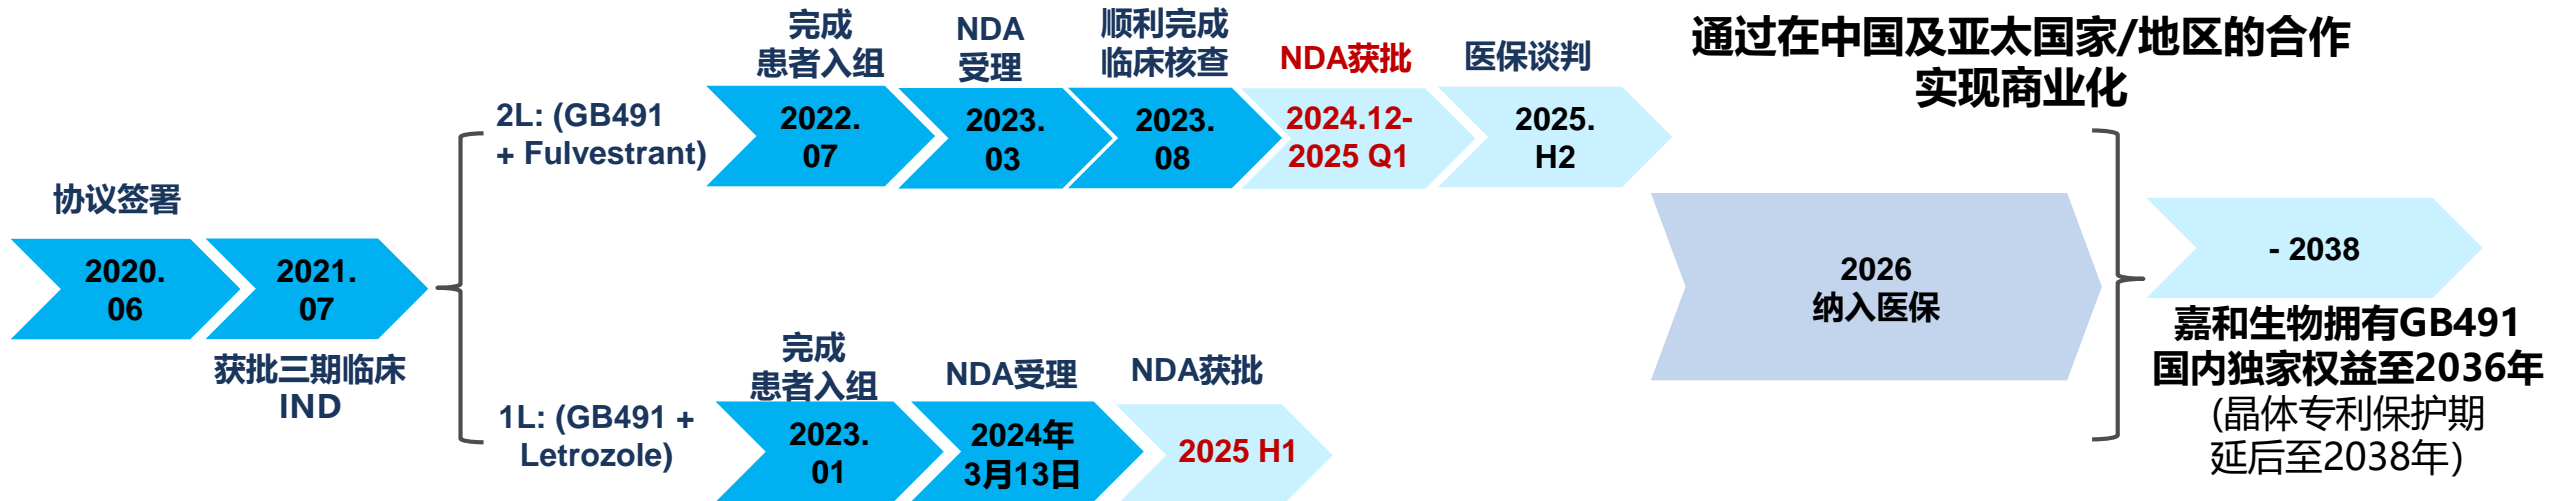 协议签署
2020.
06
2021.
07
获批三期临床
IND
2L: (GB491
+ Fulvestrant)
完成
患者入组
2022.
07
NDA
受理
2023.
03
顺利完成
临床核查
2023.
08
NDA获批
2024.12-
2025 Q1
医保谈判
2025.
H2
1L: (GB491 +
Letrozole)
完成
患者入组
2023.
01
NDA受理
2024年
3月13日
NDA获批
2025 H1
2026
纳入医保
通过在中国及亚太国家/地区的合作
实现商业化
- 2038
嘉和生物拥有GB491
国内独家权益至2036年
(晶体专利保护期
延后至2038年)